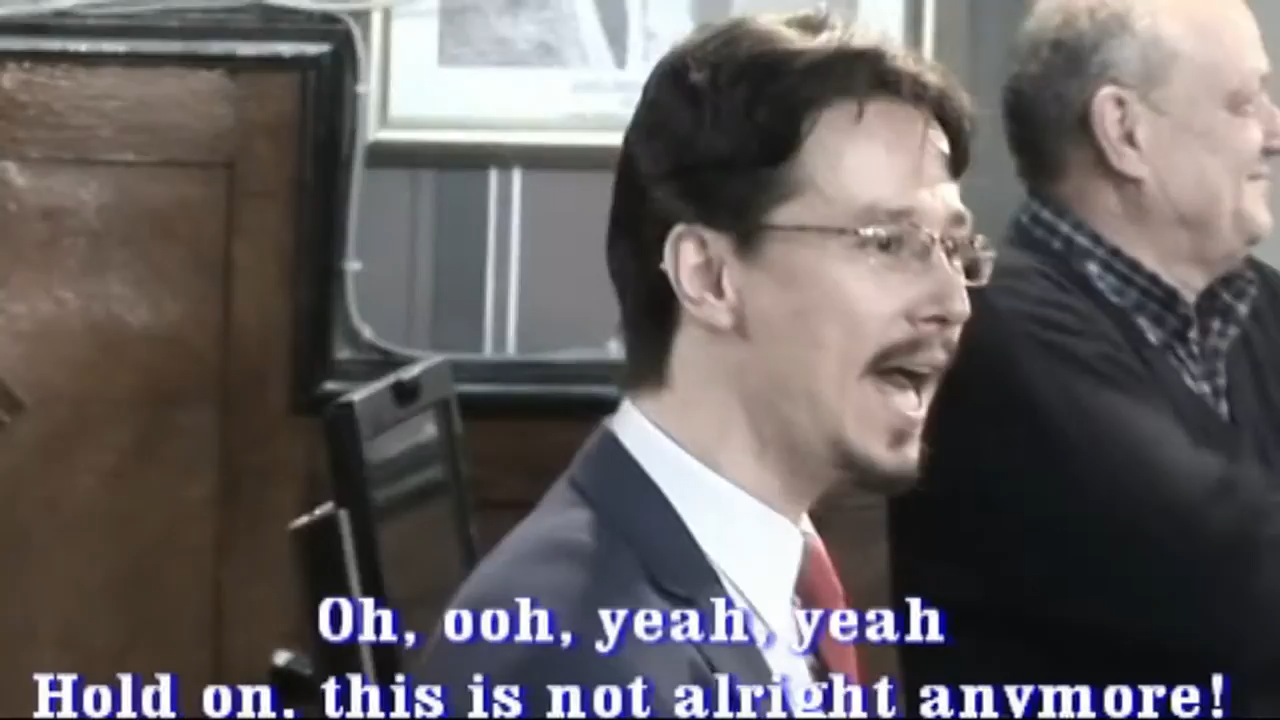 Oh, ooh, yeah, yeah
Hold on, this is not alright anymore!